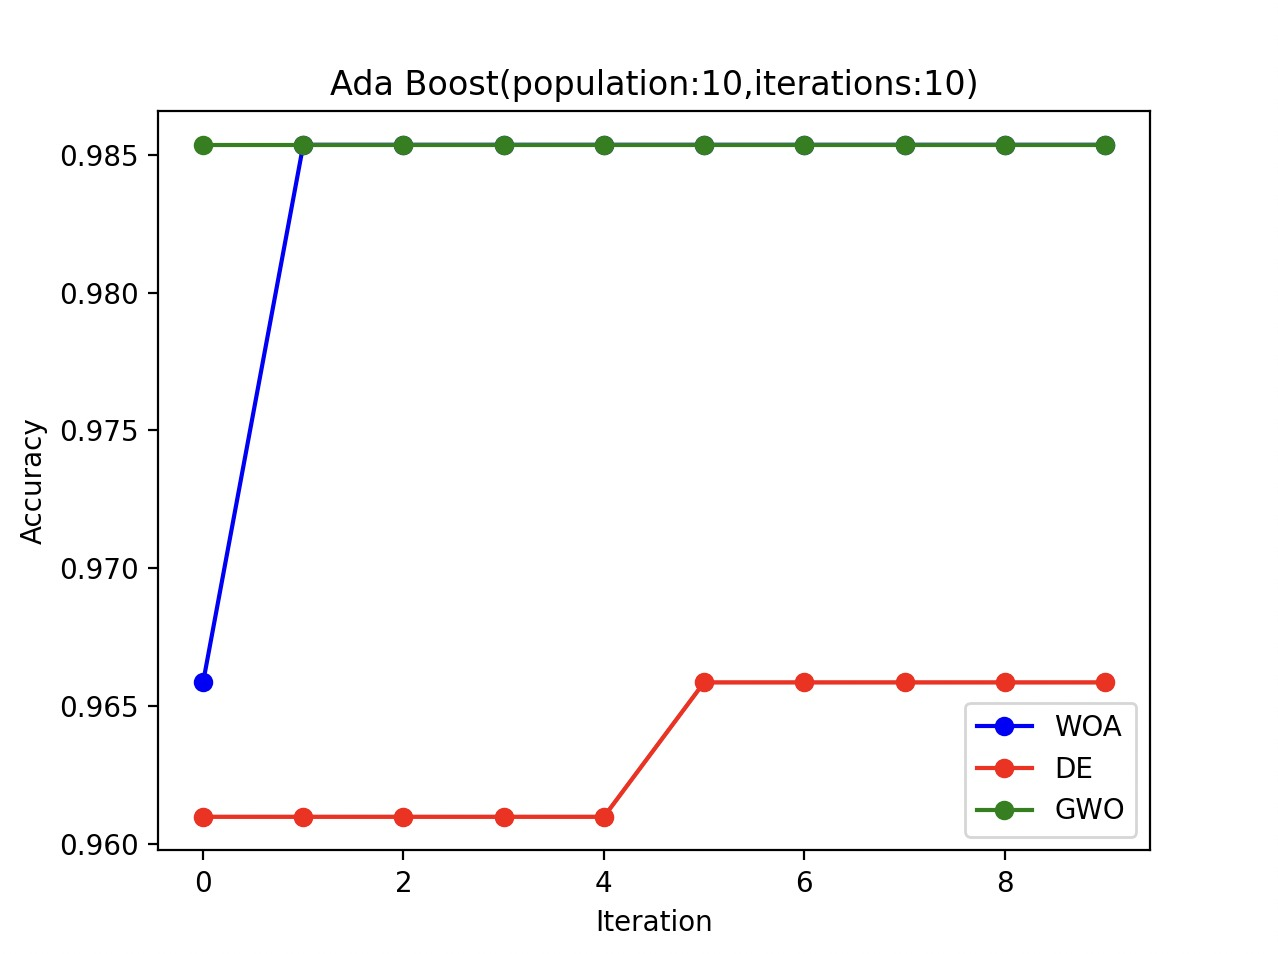 Ada Boost(population:10,iterations:10)
0.985
0.980
0.975
0.970
0.965
0.960
Accuracy
0 2 4 6 8
Iteration
WOA
DE
GWO